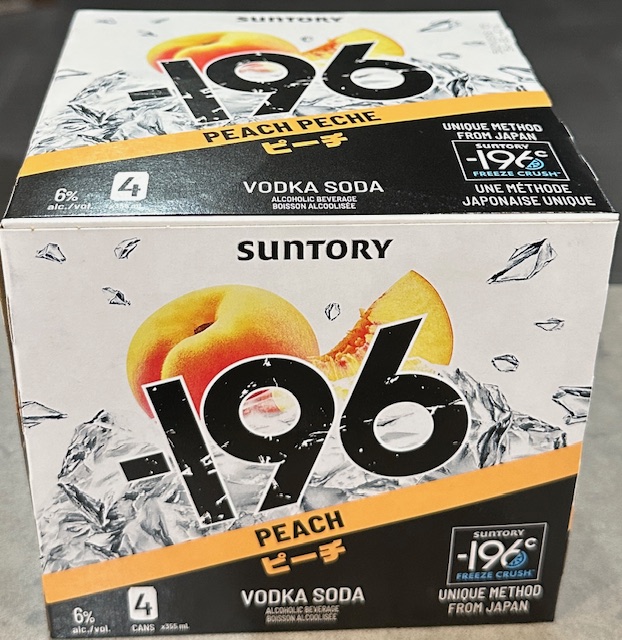 SUNTORY
-196
PEACH PECHE
ピーチ
6%
alc./vol.
4
VODKA SODA
ALCOHOLIC BEVERAGE
BOISSON ALCOOLISÉE
UNIQUE METHOD
FROM JAPAN
SUNTORY
-196°C
FREEZE CRUSH™
UNE MÉTHODE
JAPONAISE UNIQUE
SUNTORY
-196
PEACH
ピーチ
6%
alc./vol.
4
CANS x355 mL
VODKA SODA
ALCOHOLIC BEVERAGE
BOISSON ALCOOLISÉE
SUNTORY
-196°C
FREEZE CRUSH™
UNIQUE METHOD
FROM JAPAN